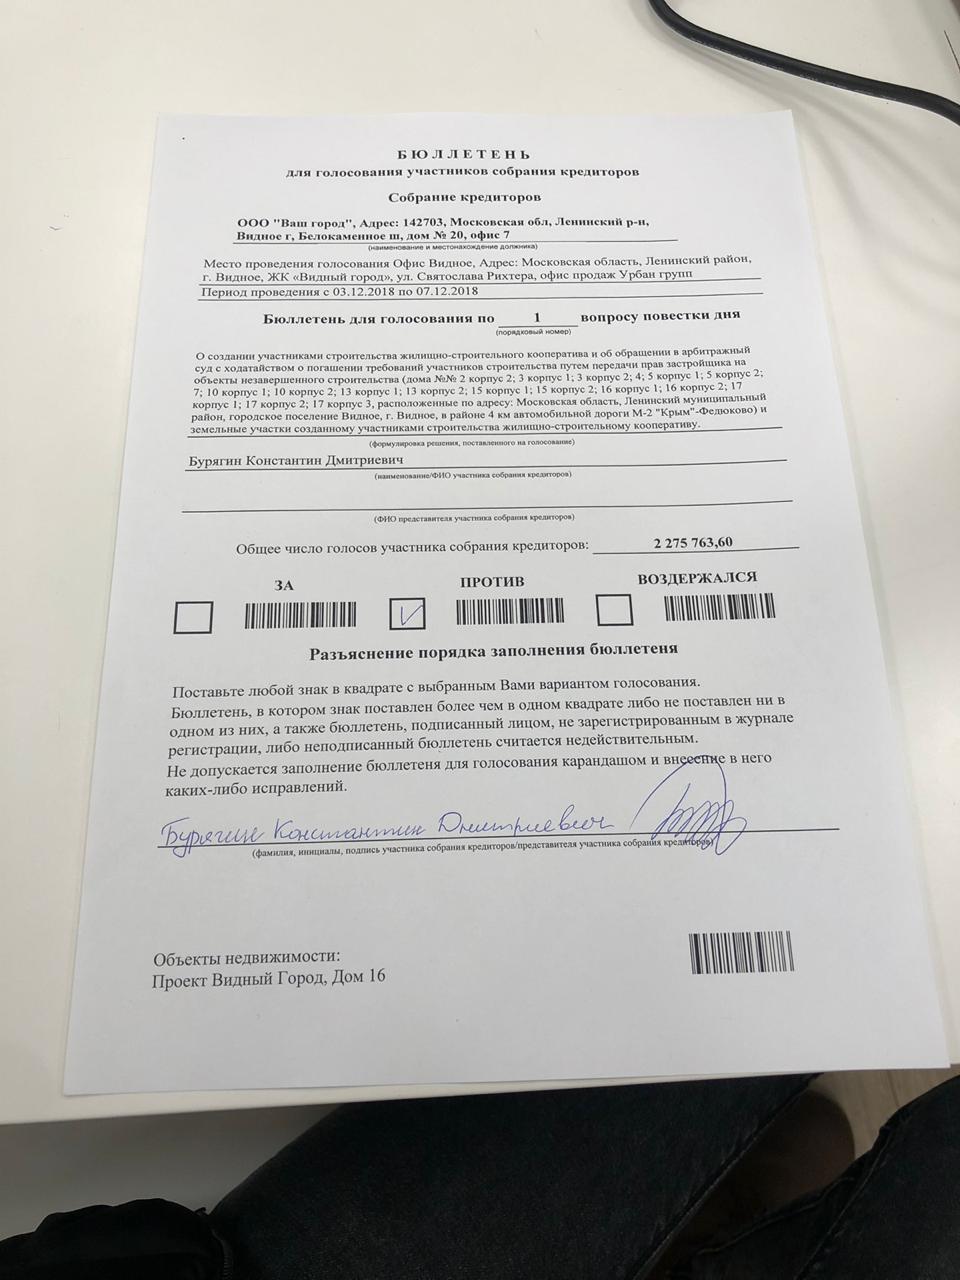 БЮЛЛЕТЕНЬ
для голосования участников собрания кредиторов
Собрание кредиторов
ООО "Ваш город", Адрес: 142703, Московская обл, Ленинский р-н,
Видное г, Белокаменное ш, дом № 20, офис 7
(наименование и местонахождение должника)
Место проведения голосования Офис Видное, Адрес: Московская область, Ленинский район,
г. Видное, ЖК «Видный город», ул. Святослава Рихтера, офис продаж Урбан групп
Период проведения с 03.12.2018 по 07.12.2018
Бюллетень для голосования по 1 вопросу повестки дня
(порядковый номер)
О создании участниками строительства жилищно-строительного кооператива и об обращении в арбитражный
суд с ходатайством о погашении требований участников строительства путем передачи прав застройщика на
объекты незавершенного строительства (дома №№ 2 корпус 2; 3 корпус 1; 3 корпус 2; 4; 5 корпус 1; 5 корпус 2;
7; 10 корпус 1; 10 корпус 2; 13 корпус 1; 13 корпус 2; 15 корпус 1; 15 корпус 2; 16 корпус 1; 16 корпус 2; 17
корпус 1; 17 корпус 2; 17 корпус 3, расположенные по адресу: Московская область, Ленинский муниципальный
район, городское поселение Видное, г. Видное, в районе 4 км автомобильной дороги М-2 "Крым"-Федюково) и
земельные участки созданному участниками строительства жилищно-строительному кооперативу.
(формулировка решения, поставленного на голосование)
Бурягин Константин Дмитриевич
(наименование/ФИО участника собрания кредиторов)
(ФИО представителя участника собрания кредиторов)
Общее число голосов участника собрания кредиторов: 2 275 763,60
ЗА ПРОТИВ ВОЗДЕРЖАЛСЯ
Разъяснение порядка заполнения бюллетеня
Поставьте любой знак в квадрате с выбранным Вами вариантом голосования.
Бюллетень, в котором знак поставлен более чем в одном квадрате либо не поставлен ни в
одном из них, а также бюллетень, подписанный лицом, не зарегистрированным в журнале
регистрации, либо неподписанный бюллетень считается недействительным.
Не допускается заполнение бюллетеня для голосования карандашом и внесение в него
каких-либо исправлений.
Бурягин Константин Дмитриевич
(фамилия, инициалы, подпись участника собрания кредиторов/представителя участника собрания кредиторов)
Объекты недвижимости:
Проект Видный Город, Дом 16